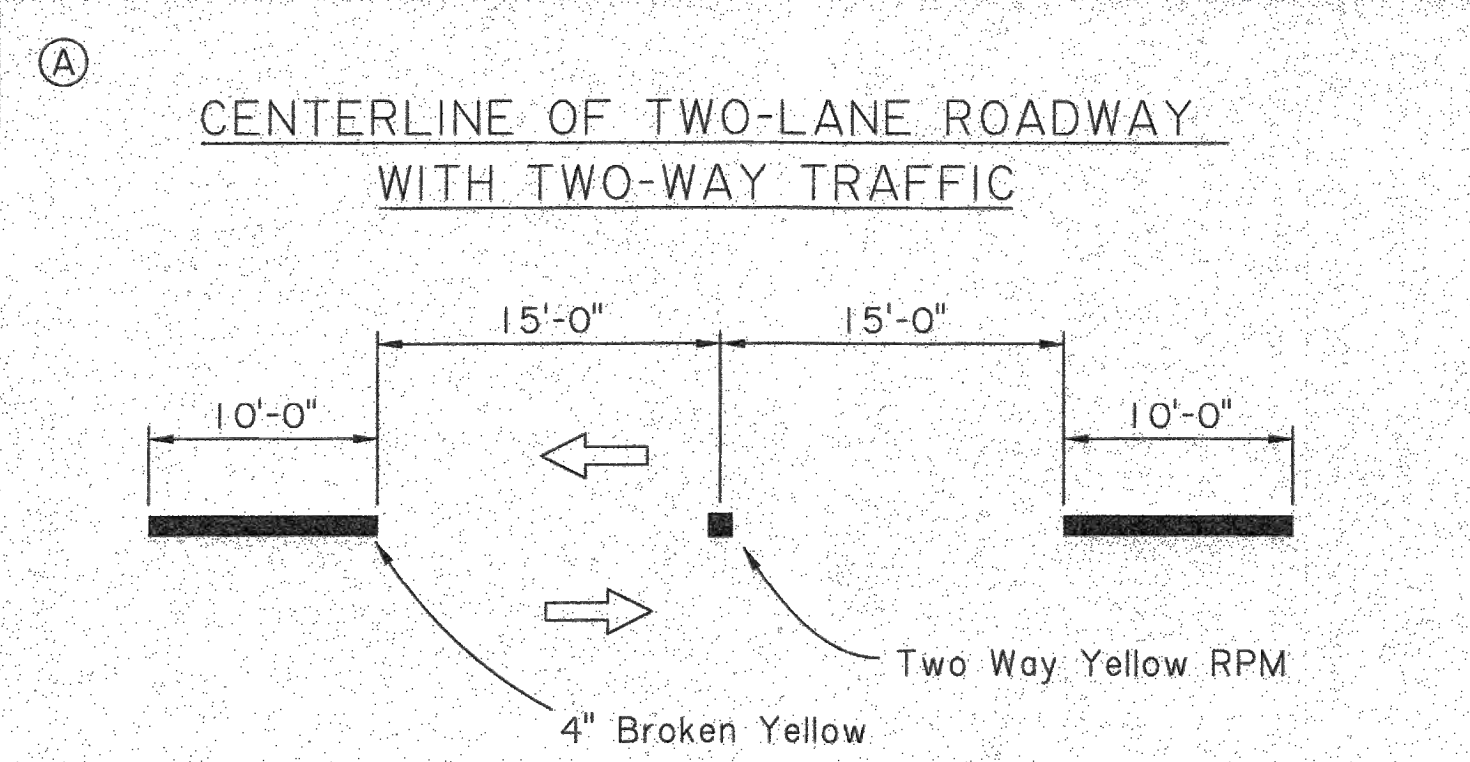 A
CENTERLINE OF TWO-LANE ROADWAY
WITH TWO-WAY TRAFFIC
15'-0"
15'-0"
10'-0"
10'-0"
Two Way Yellow RPM
4" Broken Yellow